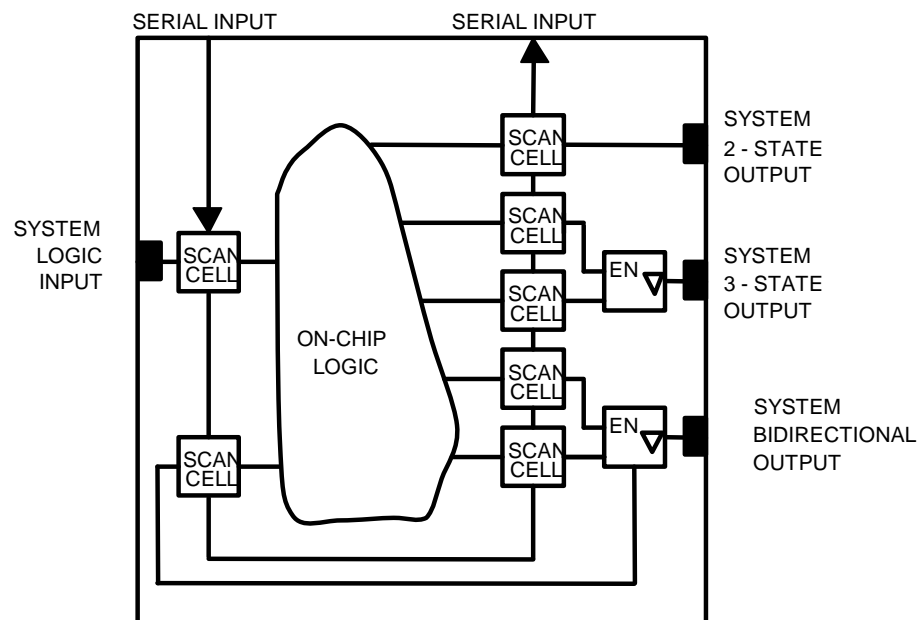 SERIAL INPUT
SERIAL INPUT
SYSTEM
2 - STATE
OUTPUT
SCAN
CELL
SCAN
CELL
SYSTEM
LOGIC
INPUT
SCAN
CELL
EN
SYSTEM
3 - STATE
OUTPUT
SCAN
CELL
ON-CHIP
LOGIC
SCAN
CELL
EN
SYSTEM
BIDIRECTIONAL
OUTPUT
SCAN
CELL
SCAN
CELL